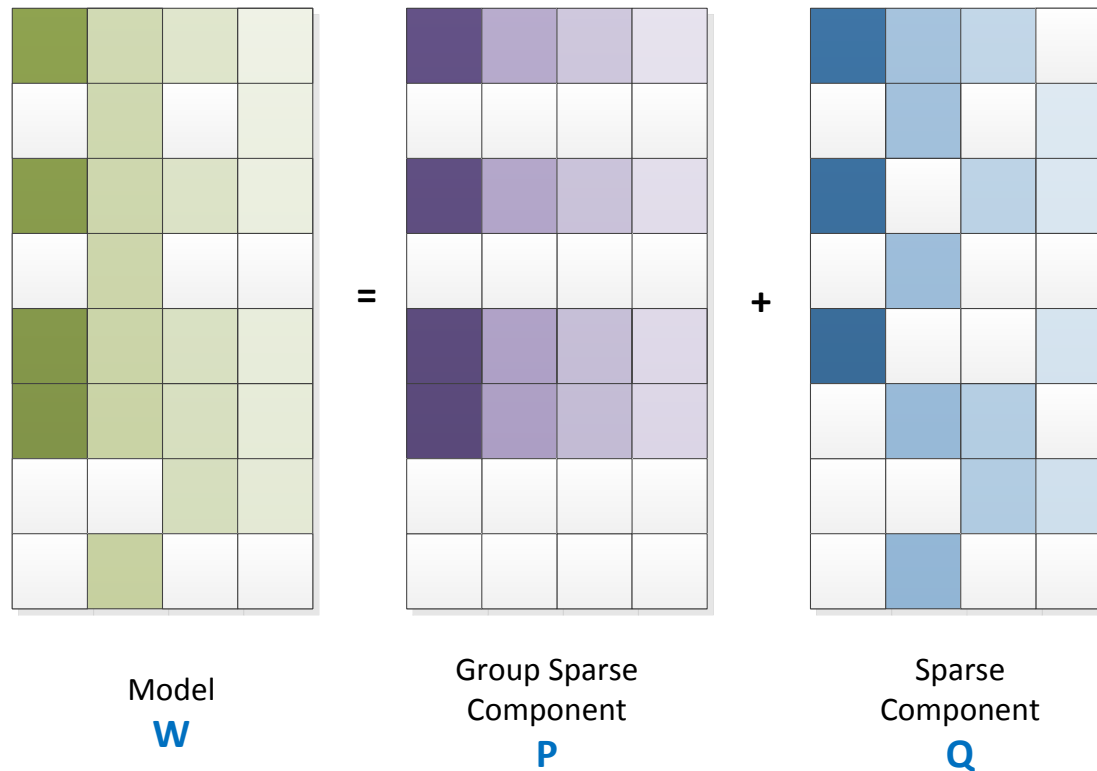 =
+
Model
W
Group Sparse
Component
P
Sparse
Component
Q